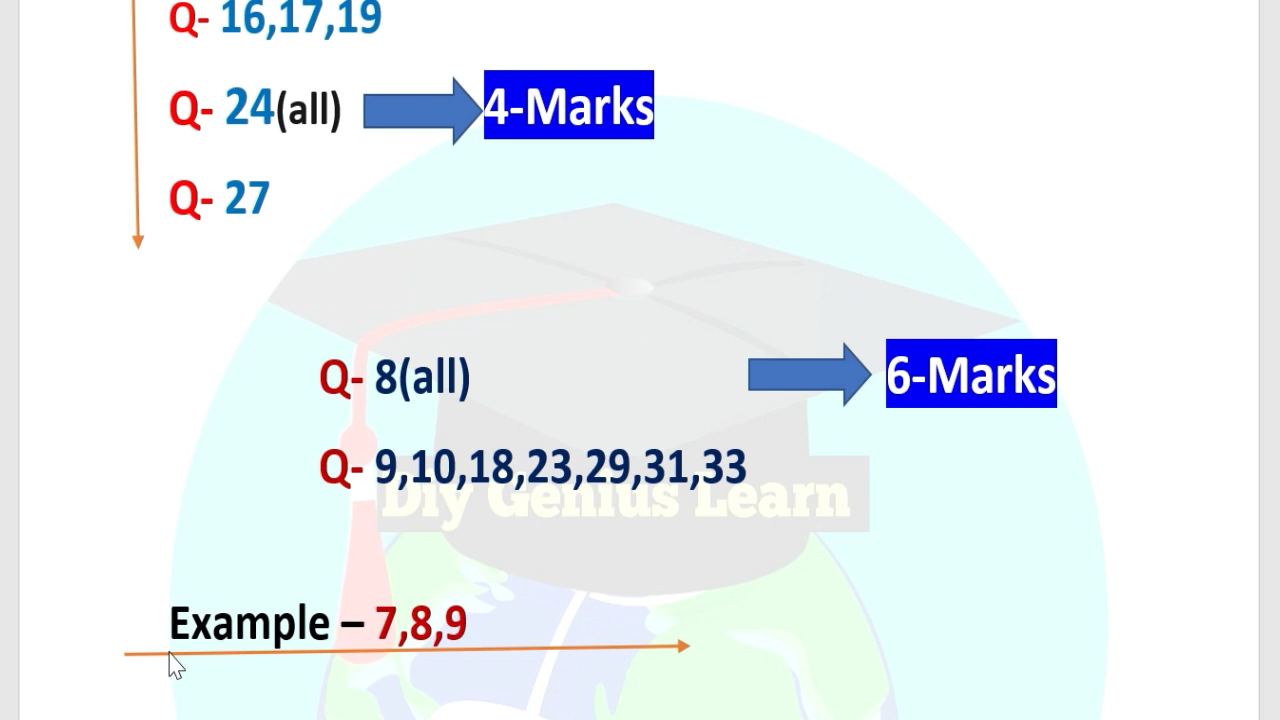 Q- 16,17,19
Q- 24(all) 4-Marks
Q- 27
Q- 8(all) 6-Marks
Q- 9,10,18,23,29,31,33
Diy Genius Learn
Example – 7,8,9